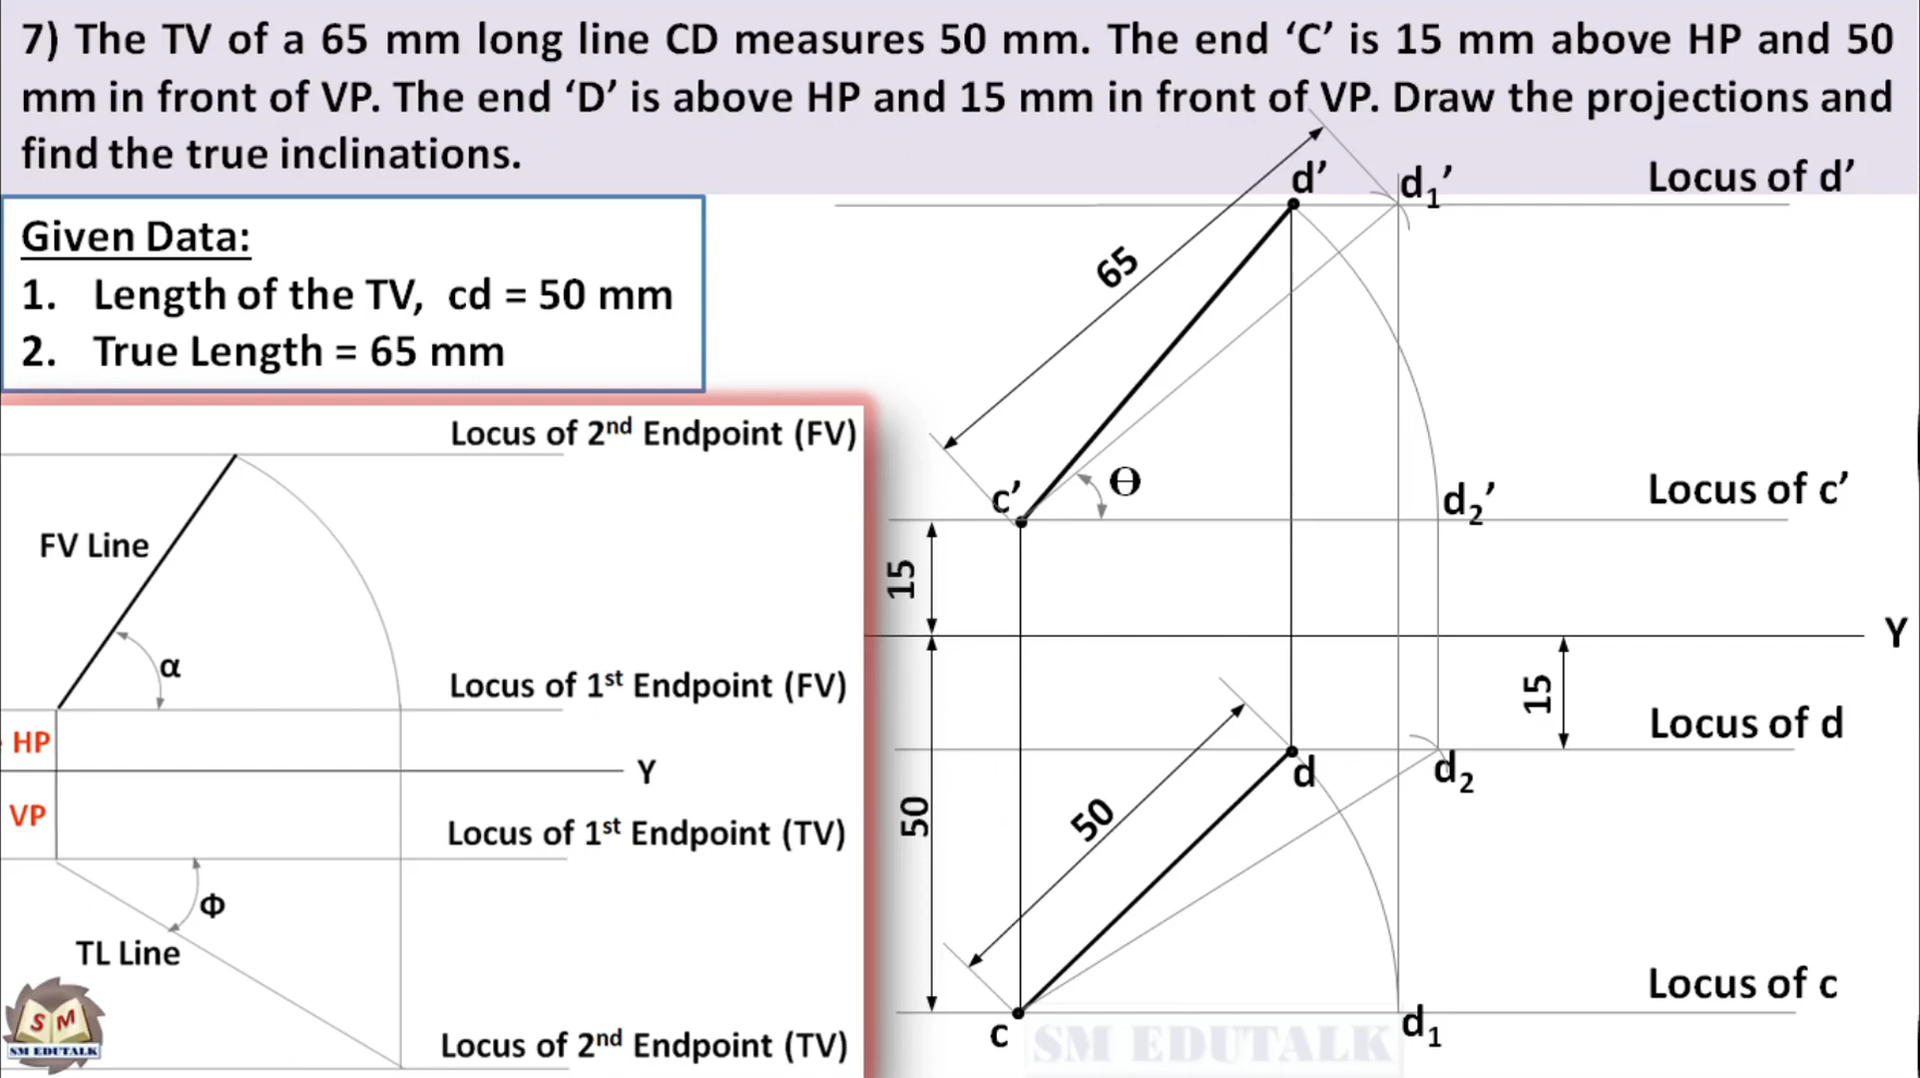 7) The TV of a 65 mm long line CD measures 50 mm. The end ‘C’ is 15 mm above HP and 50
mm in front of VP. The end ‘D’ is above HP and 15 mm in front of VP. Draw the projections and
find the true inclinations.
Given Data:
1. Length of the TV, cd = 50 mm
2. True Length = 65 mm
Locus of 2nd Endpoint (FV)
FV Line
α
Locus of 1st Endpoint (FV)
HP
Y
VP
Locus of 1st Endpoint (TV)
Φ
TL Line
Locus of 2nd Endpoint (TV)
S M
SM EDUTALK
d’
d1’
Locus of d’
65
c’
Θ
d2’
Locus of c’
15
Y
15
Locus of d
d
d2
50
50
Locus of c
c
d1
SM EDUTALK